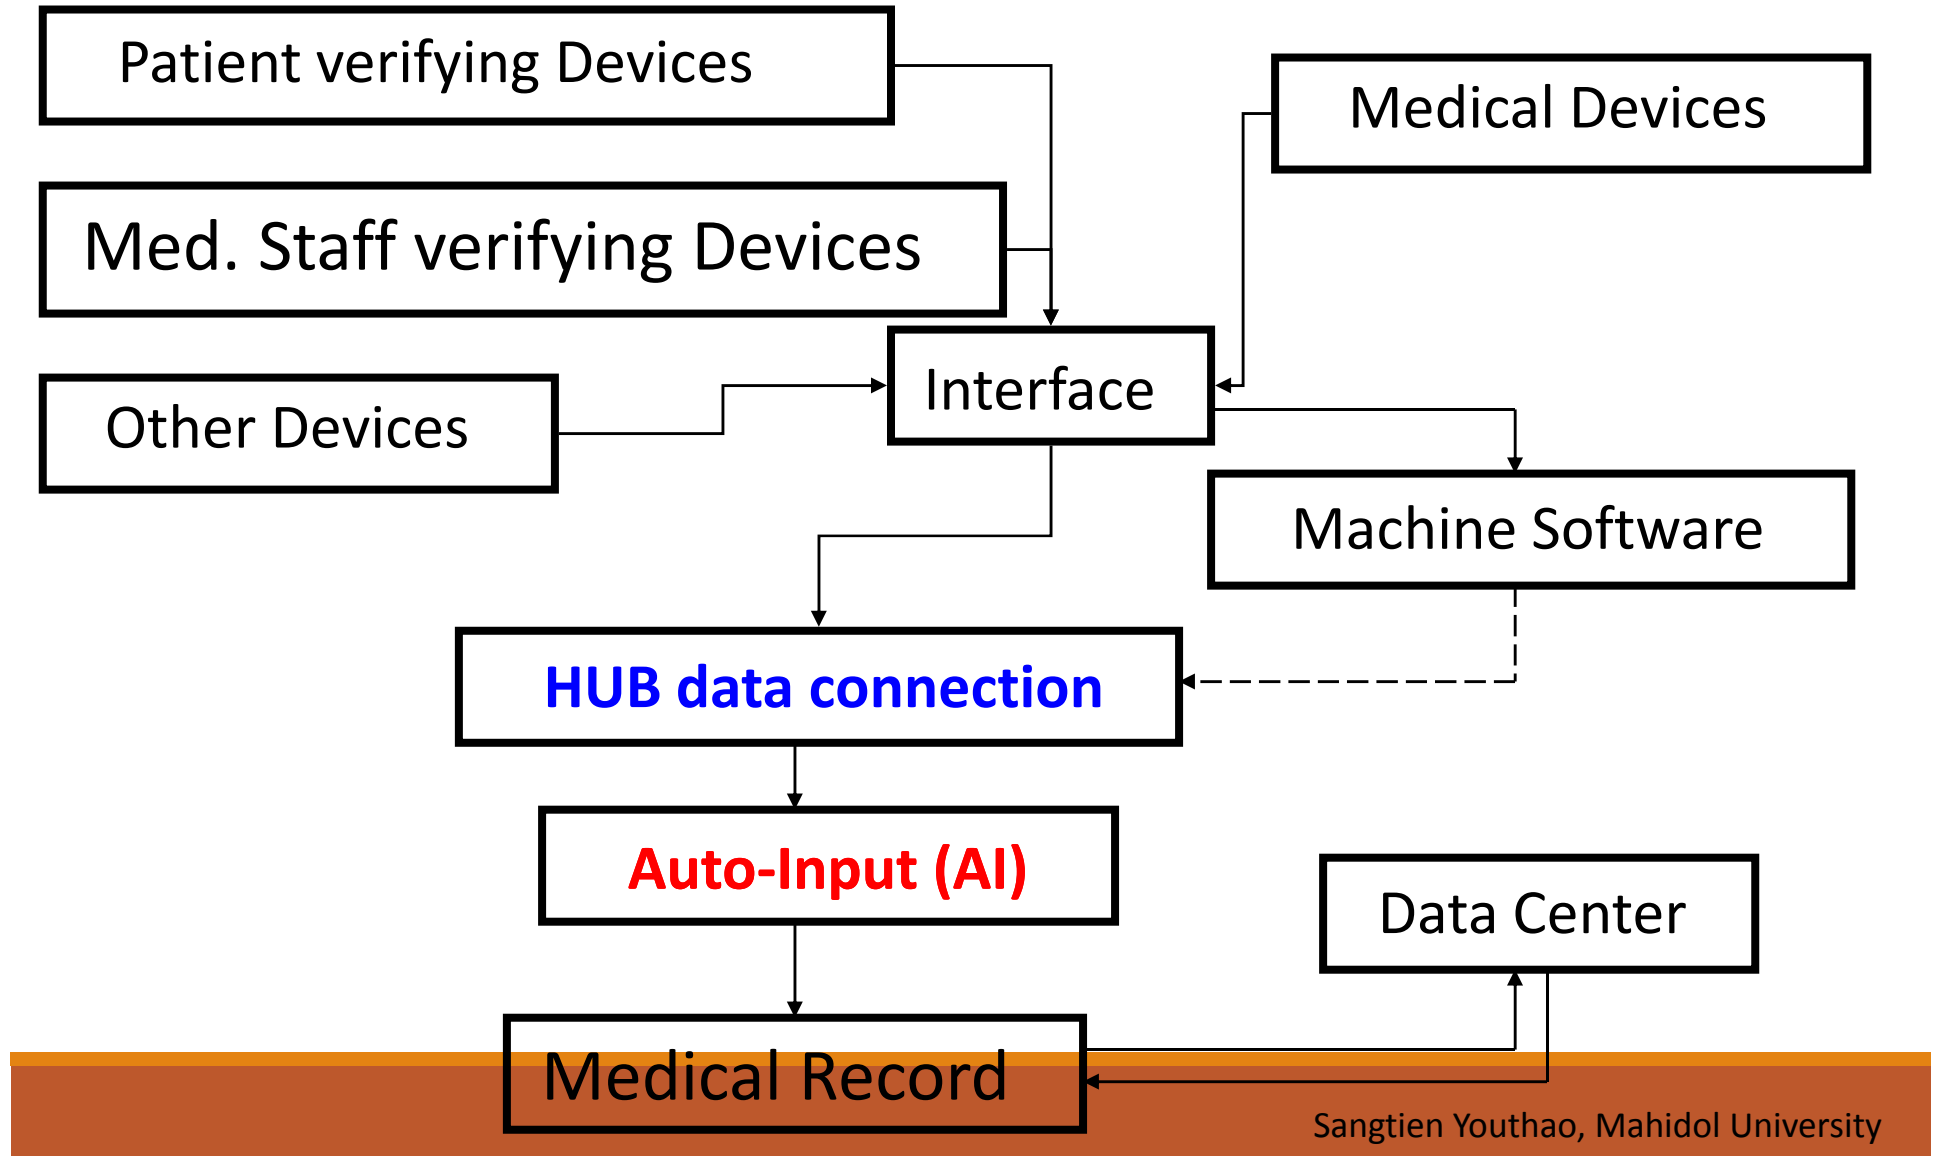 Patient verifying Devices
Medical Devices
Med. Staff verifying Devices
Interface
Other Devices
Machine Software
HUB data connection
Auto-Input (AI)
Data Center
Medical Record
Sangtien Youthao, Mahidol University